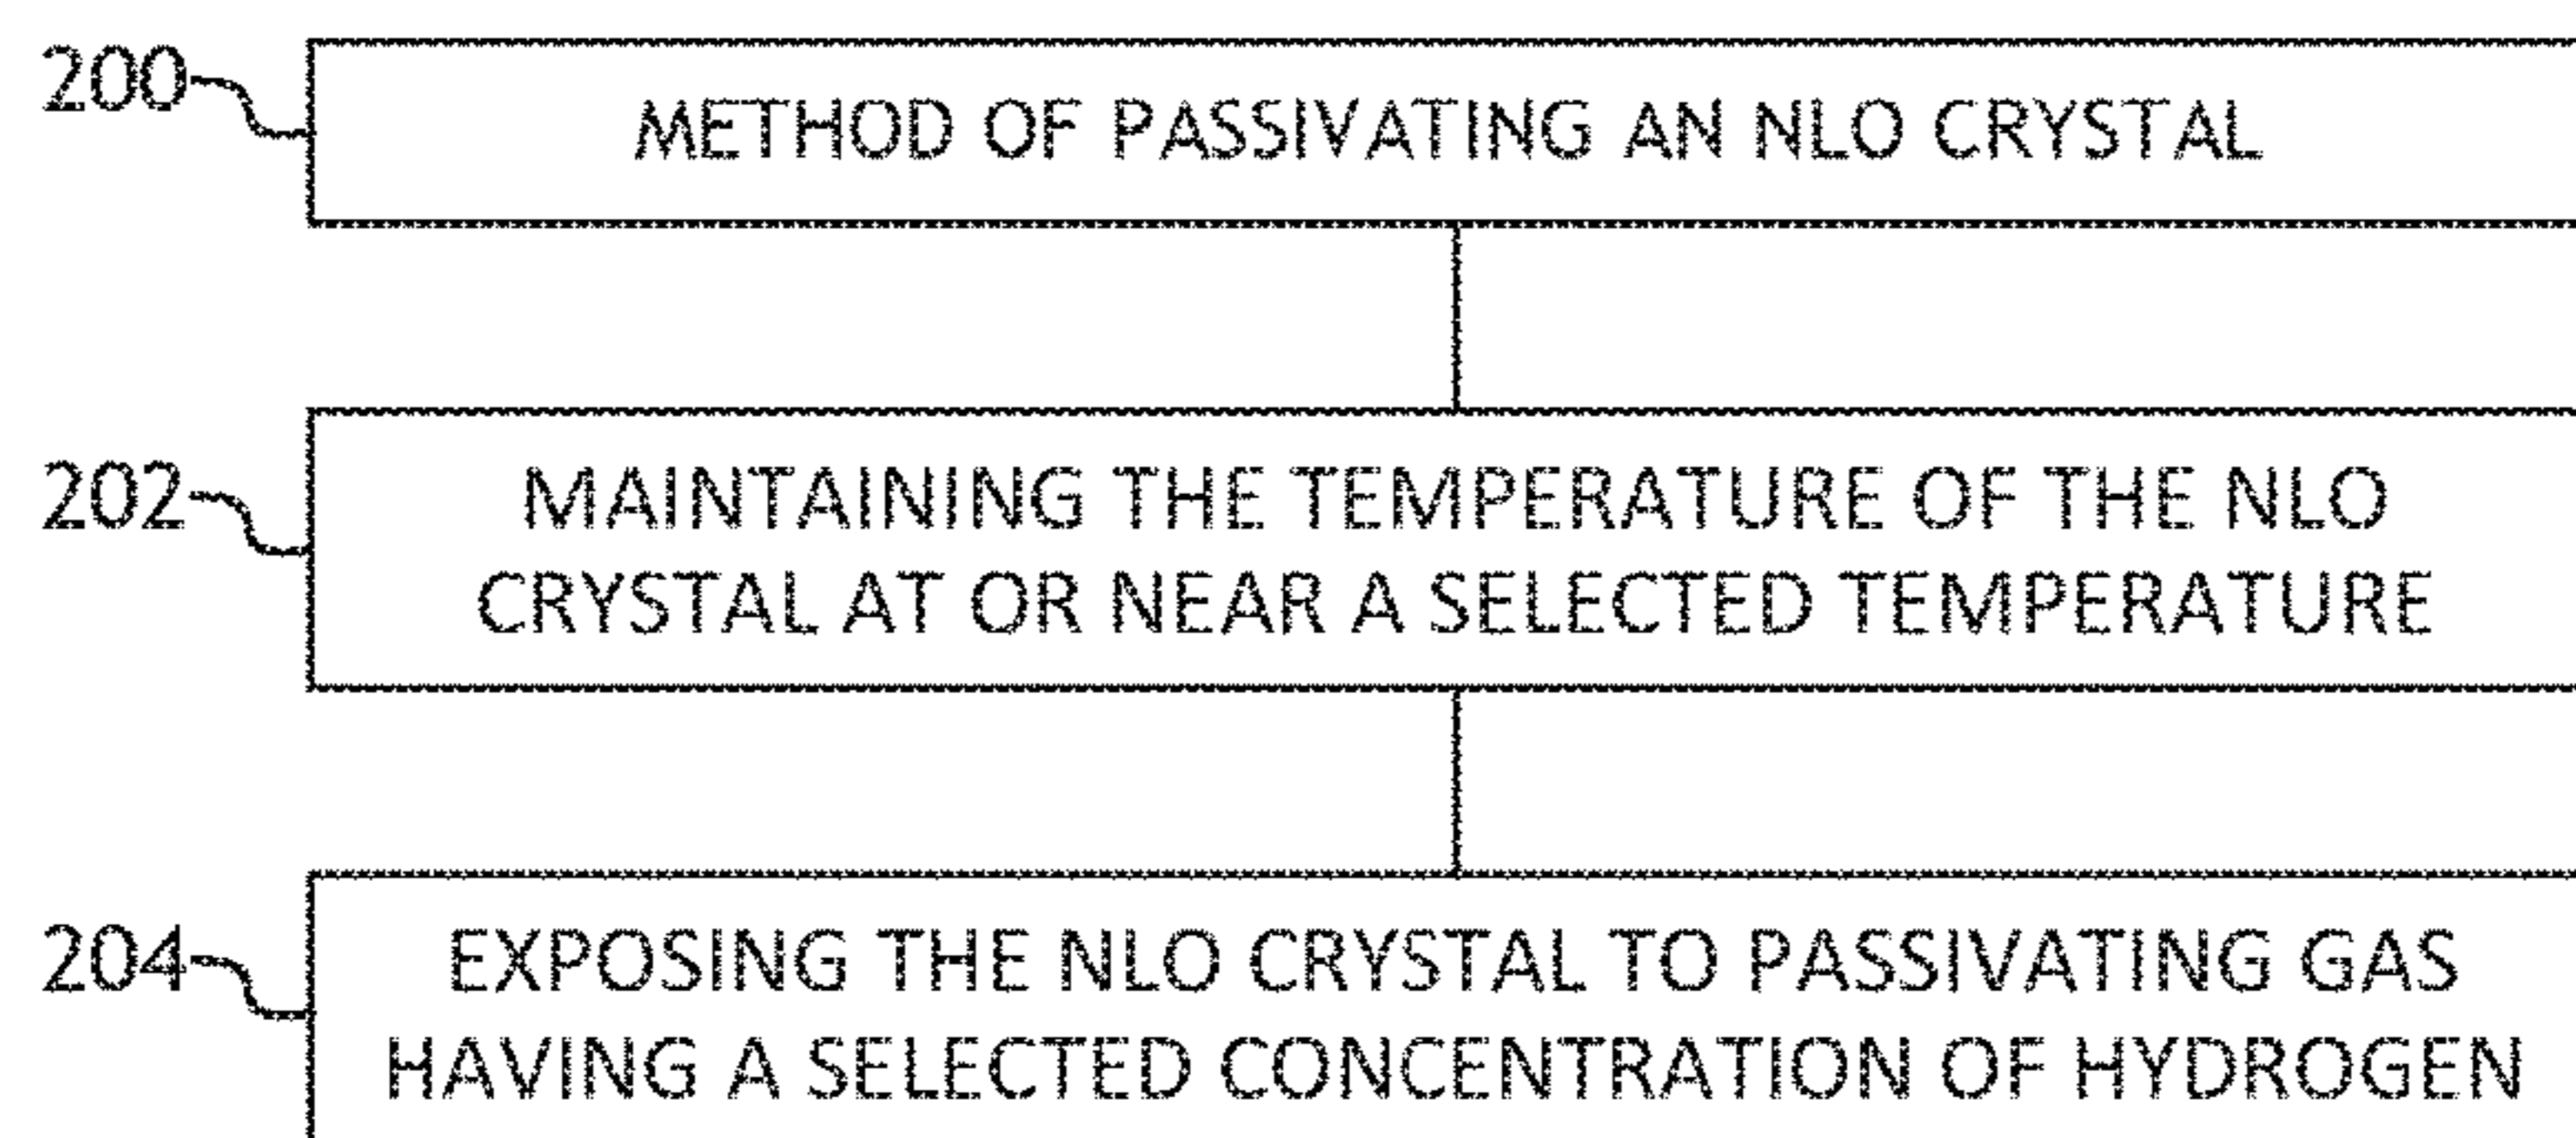 200
METHOD OF PASSIVATING AN NLO CRYSTAL
202
MAINTAINING THE TEMPERATURE OF THE NLO
CRYSTAL AT OR NEAR A SELECTED TEMPERATURE
204
EXPOSING THE NLO CRYSTAL TO PASSIVATING GAS
HAVING A SELECTED CONCENTRATION OF HYDROGEN